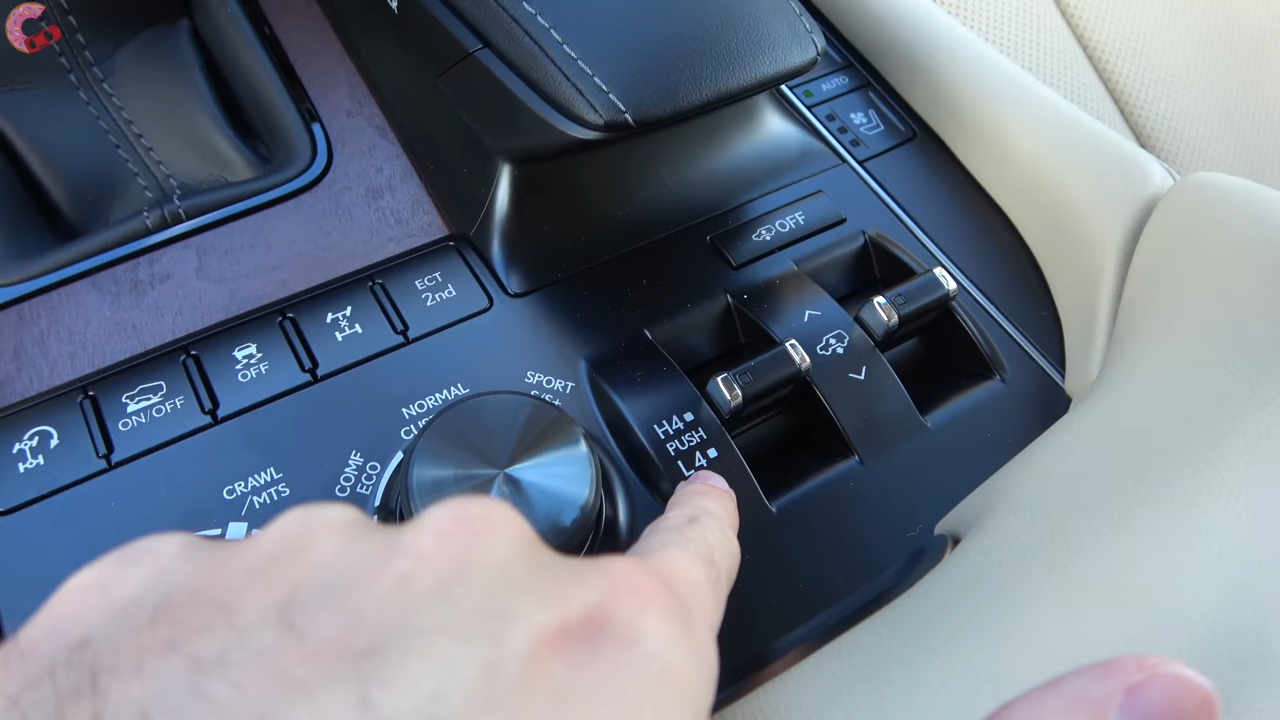 AUTO
OFF
ECT
2nd
OFF
ON/OFF
NORMAL
SPORT
COMF
ECO
CRAWL
/MTS
H4
PUSH
L4